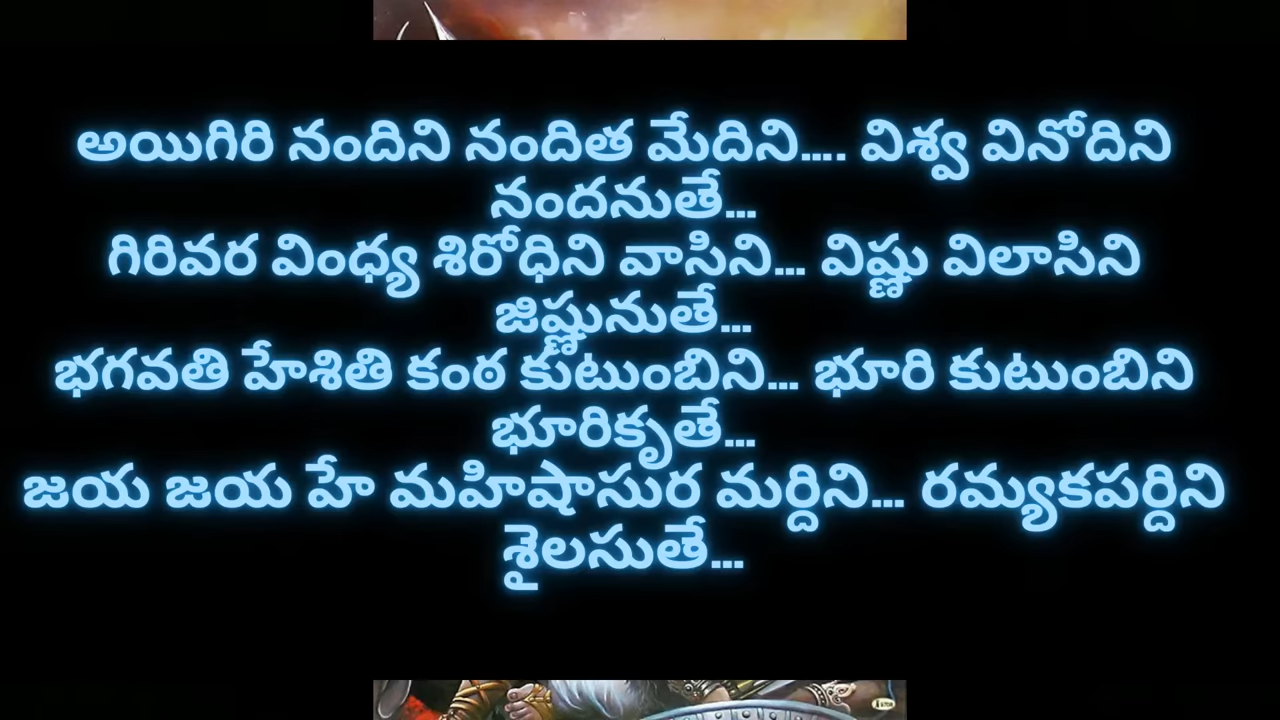 అయిగిరి నందిని నందిత మేదిని.... విశ్వ వినోదిని
నందనుతే...
గిరివర వింధ్య శిరోధిని వాసిని... విష్ణు విలాసిని
జిష్ణునుతే...
భగవతి హేశితి కంఠ కుటుంబిని... భూరి కుటుంబిని
భూరికృతే...
జయ జయ హే మహిషాసుర మర్దిని... రమ్యకపర్దిని
శైలసుతే...